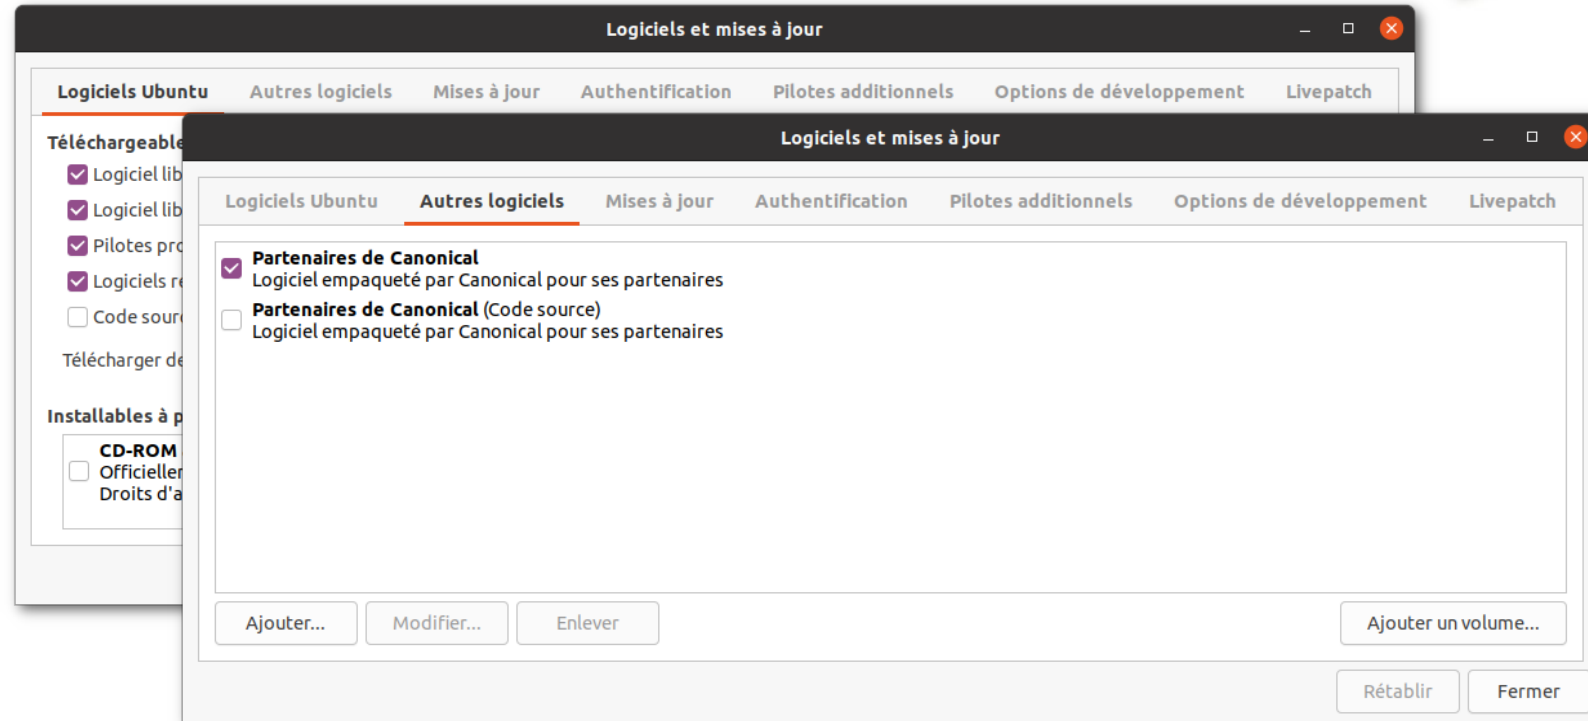 Logiciels et mises à jour
Logiciels Ubuntu Autres logiciels Mises à jour Authentification Pilotes additionnels Options de développement Livepatch
Téléchargeable
Logiciel lib
Logiciel lib
Pilotes pro
Logiciels re
Code sour
Télécharger de
Installables à p
CD-ROM
Officieller
Droits d'a
Logiciels et mises à jour
Logiciels Ubuntu Autres logiciels Mises à jour Authentification Pilotes additionnels Options de développement Livepatch
Partenaires de Canonical
Logiciel empaqueté par Canonical pour ses partenaires
Partenaires de Canonical (Code source)
Logiciel empaqueté par Canonical pour ses partenaires
Ajouter... Modifier... Enlever Ajouter un volume...
Rétablir Fermer